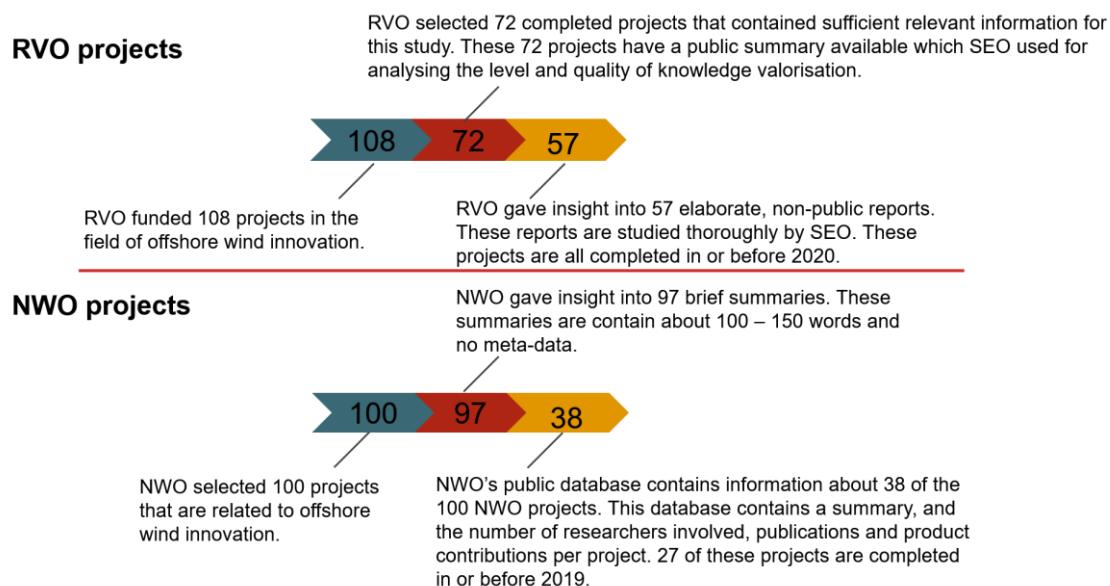 RVO projects
RVO selected 72 completed projects that contained sufficient relevant information for
this study. These 72 projects have a public summary available which SEO used for
analysing the level and quality of knowledge valorisation.
108
72
57
RVO funded 108 projects in the
field of offshore wind innovation.
RVO gave insight into 57 elaborate, non-public reports.
These reports are studied thoroughly by SEO. These
projects are all completed in or before 2020.
NWO projects
NWO gave insight into 97 brief summaries. These
summaries are contain about 100 – 150 words and
no meta-data.
100
97
38
NWO selected 100 projects
that are related to offshore
wind innovation.
NWO’s public database contains information about 38 of the
100 NWO projects. This database contains a summary, and
the number of researchers involved, publications and product
contributions per project. 27 of these projects are completed
in or before 2019.